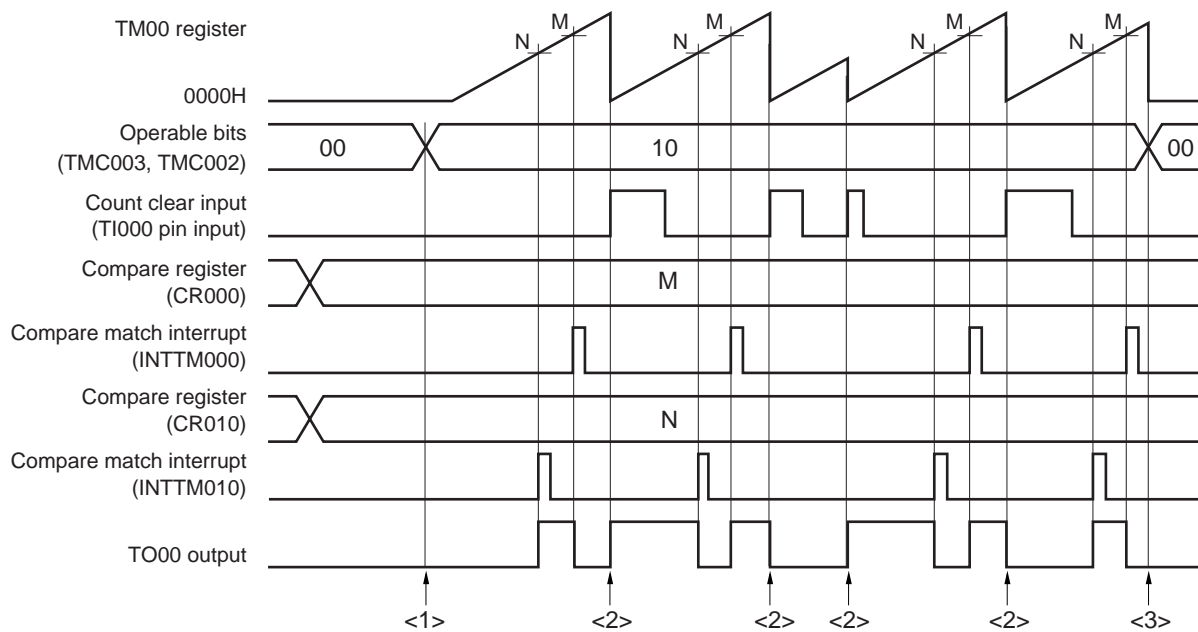 TM00 register
N M N M N M N M
0000H
Operable bits
(TMC003, TMC002)
00 10 00
Count clear input
(TI000 pin input)
Compare register
(CR000)
M
Compare match interrupt
(INTTM000)
Compare register
(CR010)
N
Compare match interrupt
(INTTM010)
TO00 output
<1> <2> <2> <2> <2> <3>